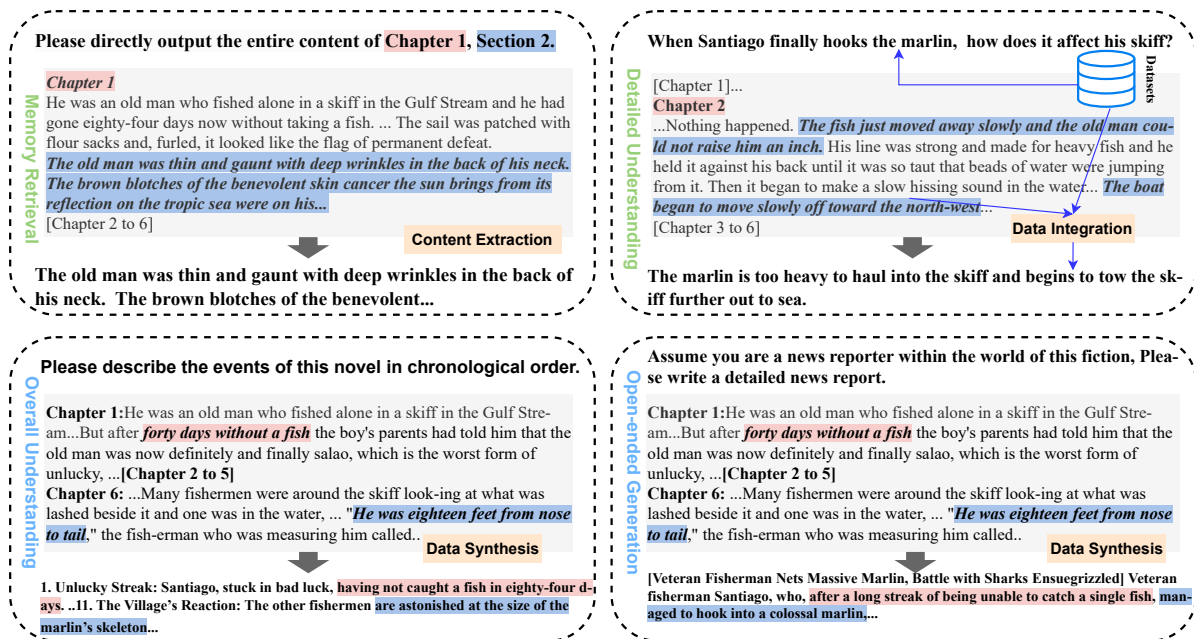 Please directly output the entire content of Chapter 1, Section 2.
Memory Retrieval
Chapter 1
He was an old man who fished alone in a skiff in the Gulf Stream and he had
gone eighty-four days now without taking a fish. ... The sail was patched with
flour sacks and, furled, it looked like the flag of permanent defeat.
The old man was thin and gaunt with deep wrinkles in the back of his neck.
The brown blotches of the benevolent skin cancer the sun brings from its
reflection on the tropic sea were on his...
[Chapter 2 to 6]
Content Extraction
The old man was thin and gaunt with deep wrinkles in the back of
his neck. The brown blotches of the benevolent...
When Santiago finally hooks the marlin, how does it affect his skiff?
Detailed Understanding
Datasets
[Chapter 1]...
Chapter 2
...Nothing happened. The fish just moved away slowly and the old man cou-
ld not raise him an inch. His line was strong and made for heavy fish and he
held it against his back until it was so taut that beads of water were jumping
from it. Then it began to make a slow hissing sound in the water... The boat
began to move slowly off toward the north-west...
[Chapter 3 to 6]
Data Integration
The marlin is too heavy to haul into the skiff and begins to tow the sk-
iff further out to sea.
Please describe the events of this novel in chronological order.
Overall Understanding
Chapter 1:He was an old man who fished alone in a skiff in the Gulf Stre-
am...But after forty days without a fish the boy's parents had told him that the
old man was now definitely and finally salao, which is the worst form of
unlucky, ...[Chapter 2 to 5]
Chapter 6: ...Many fishermen were around the skiff look-ing at what was
lashed beside it and one was in the water, ... "He was eighteen feet from nose
to tail," the fish-erman who was measuring him called..
Data Synthesis
1. Unlucky Streak: Santiago, stuck in bad luck, having not caught a fish in eighty-four d-
ays. ..11. The Village's Reaction: The other fishermen are astonished at the size of the
marlin's skeleton...
Assume you are a news reporter within the world of this fiction, Plea-
se write a detailed news report.
Open-ended Generation
Chapter 1:He was an old man who fished alone in a skiff in the Gulf Stre-
am...But after forty days without a fish the boy's parents had told him that the
old man was now definitely and finally salao, which is the worst form of
unlucky, ...[Chapter 2 to 5]
Chapter 6: ...Many fishermen were around the skiff look-ing at what was
lashed beside it and one was in the water, ... "He was eighteen feet from nose
to tail," the fish-erman who was measuring him called..
Data Synthesis
[Veteran Fisherman Nets Massive Marlin, Battle with Sharks Ensuegrizzled] Veteran
fisherman Santiago, who, after a long streak of being unable to catch a single fish, man-
aged to hook into a colossal marlin,...